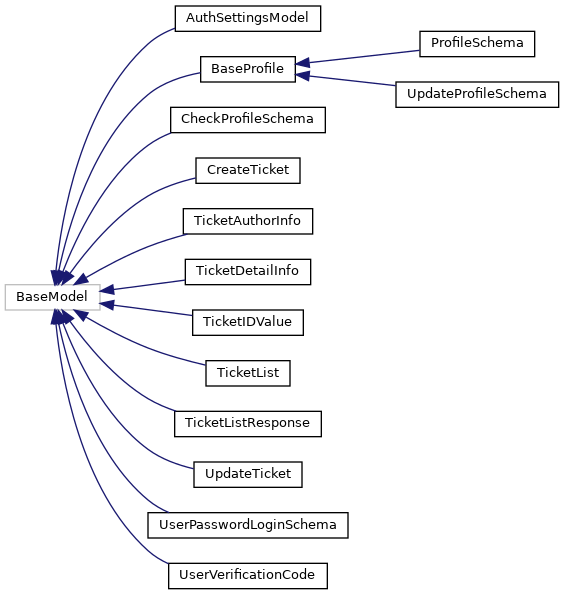 AuthSettingsModel
ProfileSchema
BaseProfile
UpdateProfileSchema
CheckProfileSchema
CreateTicket
TicketAuthorInfo
TicketDetailInfo
BaseModel
TicketIDValue
TicketList
TicketListResponse
UpdateTicket
UserPasswordLoginSchema
UserVerificationCode